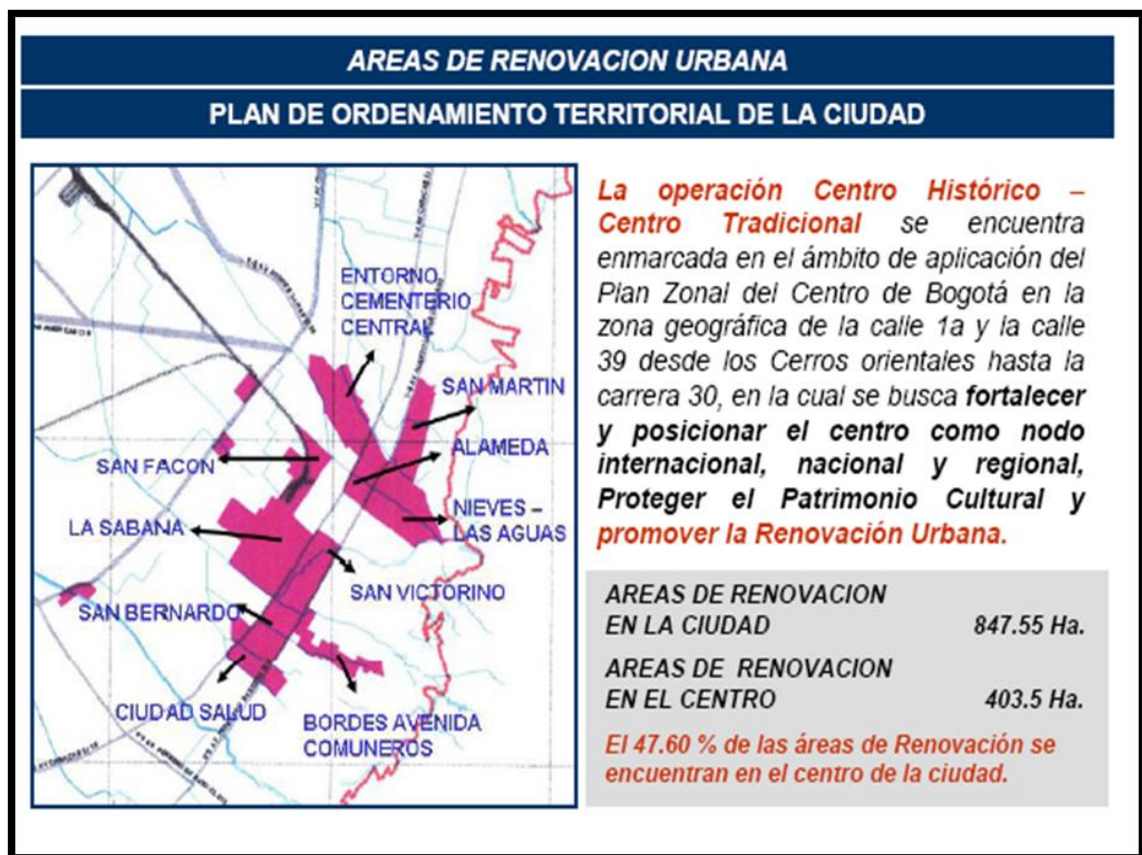 AREAS DE RENOVACION URBANA
PLAN DE ORDENAMIENTO TERRITORIAL DE LA CIUDAD
ENTORNO
CEMENTERIO
CENTRAL
SAN MARTIN
ALAMEDA
SAN FACON
NIEVES –
LAS AGUAS
LA SABANA
SAN VICTORINO
SAN BERNARDO
CIUDAD SALUD
BORDES AVENIDA
COMUNEROS
La operación Centro Histórico –
Centro Tradicional se encuentra
enmarcada en el ámbito de aplicación del
Plan Zonal del Centro de Bogotá en la
zona geográfica de la calle 1a y la calle
39 desde los Cerros orientales hasta la
carrera 30, en la cual se busca fortalecer
y posicionar el centro como nodo
internacional, nacional y regional,
Proteger el Patrimonio Cultural y
promover la Renovación Urbana.
AREAS DE RENOVACION
EN LA CIUDAD 847.55 Ha.
AREAS DE RENOVACION
EN EL CENTRO 403.5 Ha.
El 47.60 % de las áreas de Renovación se
encuentran en el centro de la ciudad.